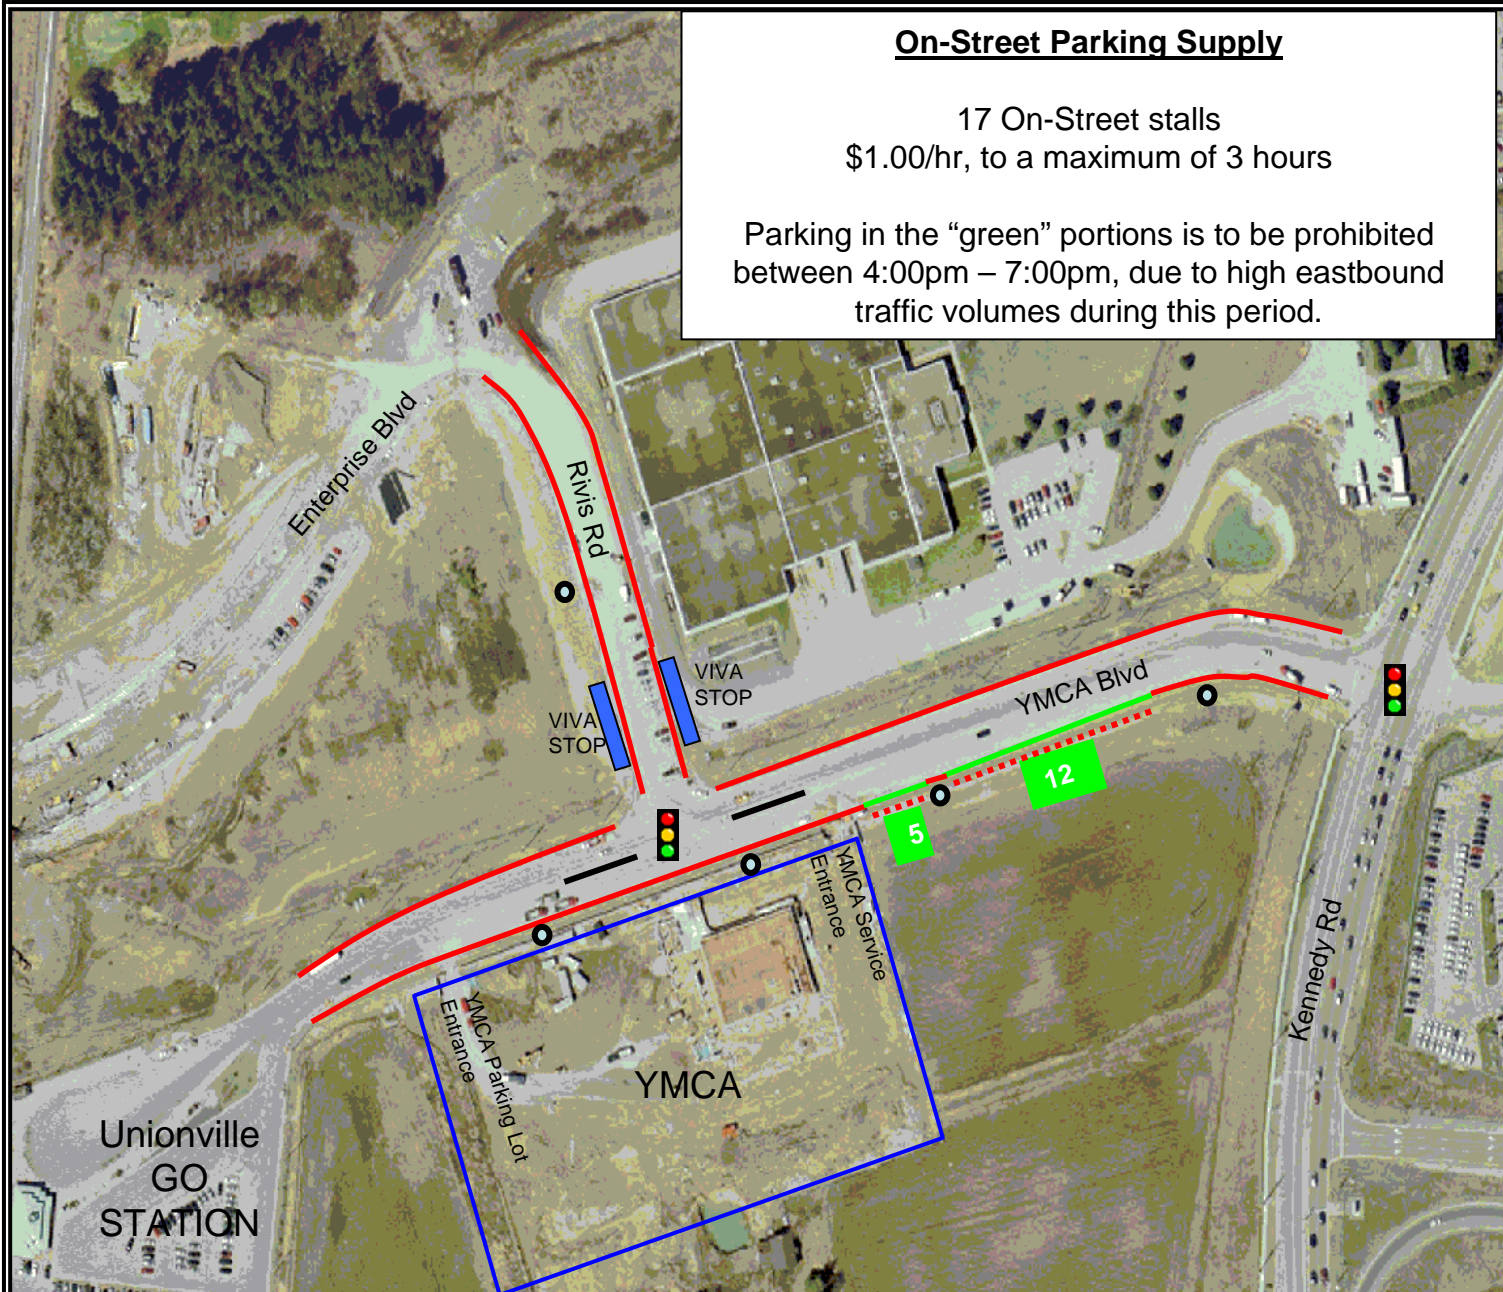 On-Street Parking Supply
17 On-Street stalls
$1.00/hr, to a maximum of 3 hours
Parking in the “green” portions is to be prohibited
between 4:00pm – 7:00pm, due to high eastbound
traffic volumes during this period.
Enterprise Blvd
Rivis Rd
VIVA
STOP
VIVA
STOP
YMCA Blvd
12
5
YMCA Service
Entrance
Kennedy Rd
YMCA Parking Lot
Entrance
YMCA
Unionville
GO
STATION